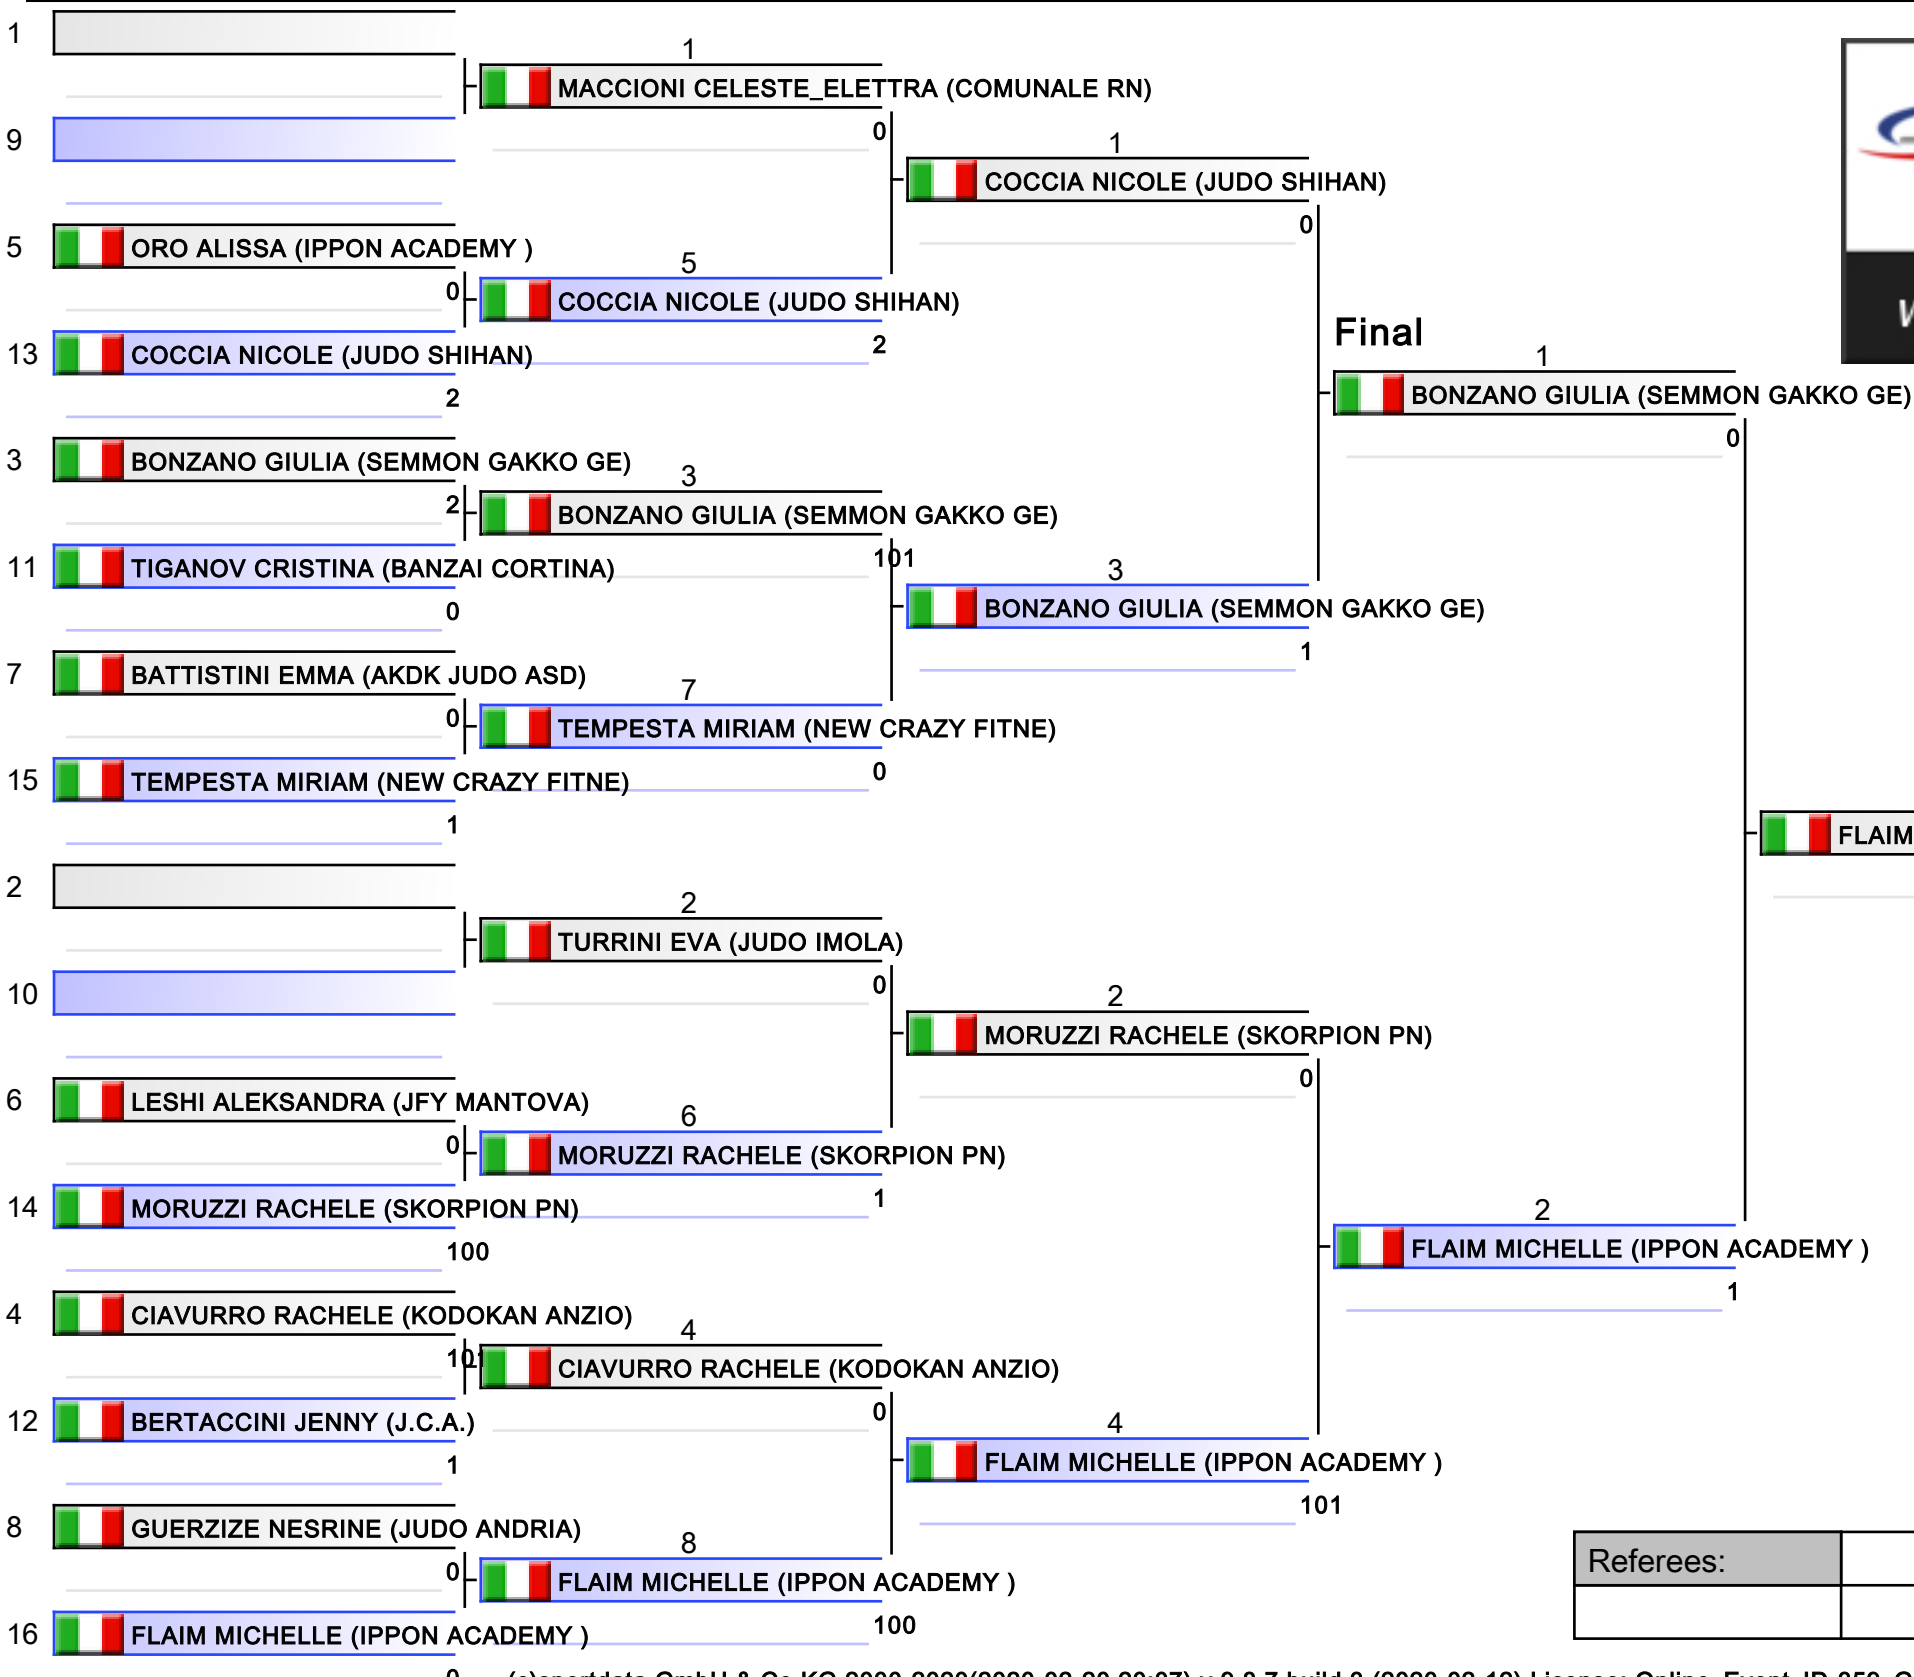 1
1
MACCIONI CELESTE_ELETTRA (COMUNALE RN)
0
9
1
COCCIA NICOLE (JUDO SHIHAN)
0
5
ORO ALISSA (IPPON ACADEMY )
0
5
COCCIA NICOLE (JUDO SHIHAN)
2
13
COCCIA NICOLE (JUDO SHIHAN)
2
Final
1
BONZANO GIULIA (SEMMON GAKKO GE)
0
3
BONZANO GIULIA (SEMMON GAKKO GE)
2
3
BONZANO GIULIA (SEMMON GAKKO GE)
101
11
TIGANOV CRISTINA (BANZAI CORTINA)
0
3
BONZANO GIULIA (SEMMON GAKKO GE)
1
7
BATTISTINI EMMA (AKDK JUDO ASD)
0
7
TEMPESTA MIRIAM (NEW CRAZY FITNE)
0
15
TEMPESTA MIRIAM (NEW CRAZY FITNE)
1
FLAIM
2
2
TURRINI EVA (JUDO IMOLA)
0
10
2
MORUZZI RACHELE (SKORPION PN)
0
6
LESHI ALEKSANDRA (JFY MANTOVA)
0
6
MORUZZI RACHELE (SKORPION PN)
1
14
MORUZZI RACHELE (SKORPION PN)
100
2
FLAIM MICHELLE (IPPON ACADEMY )
1
4
CIAVURRO RACHELE (KODOKAN ANZIO)
101
4
CIAVURRO RACHELE (KODOKAN ANZIO)
0
12
BERTACCINI JENNY (J.C.A.)
1
4
FLAIM MICHELLE (IPPON ACADEMY )
101
8
GUERZIZE NESRINE (JUDO ANDRIA)
0
8
FLAIM MICHELLE (IPPON ACADEMY )
100
16
FLAIM MICHELLE (IPPON ACADEMY )
Referees: